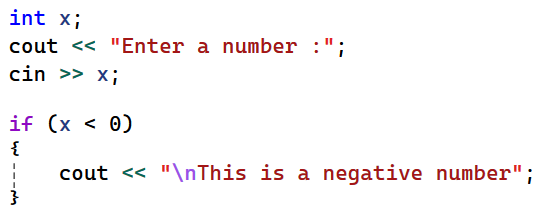 int x;
cout << "Enter a number :";
cin >> x;
if (x < 0)
{
cout << "\nThis is a negative number";
}